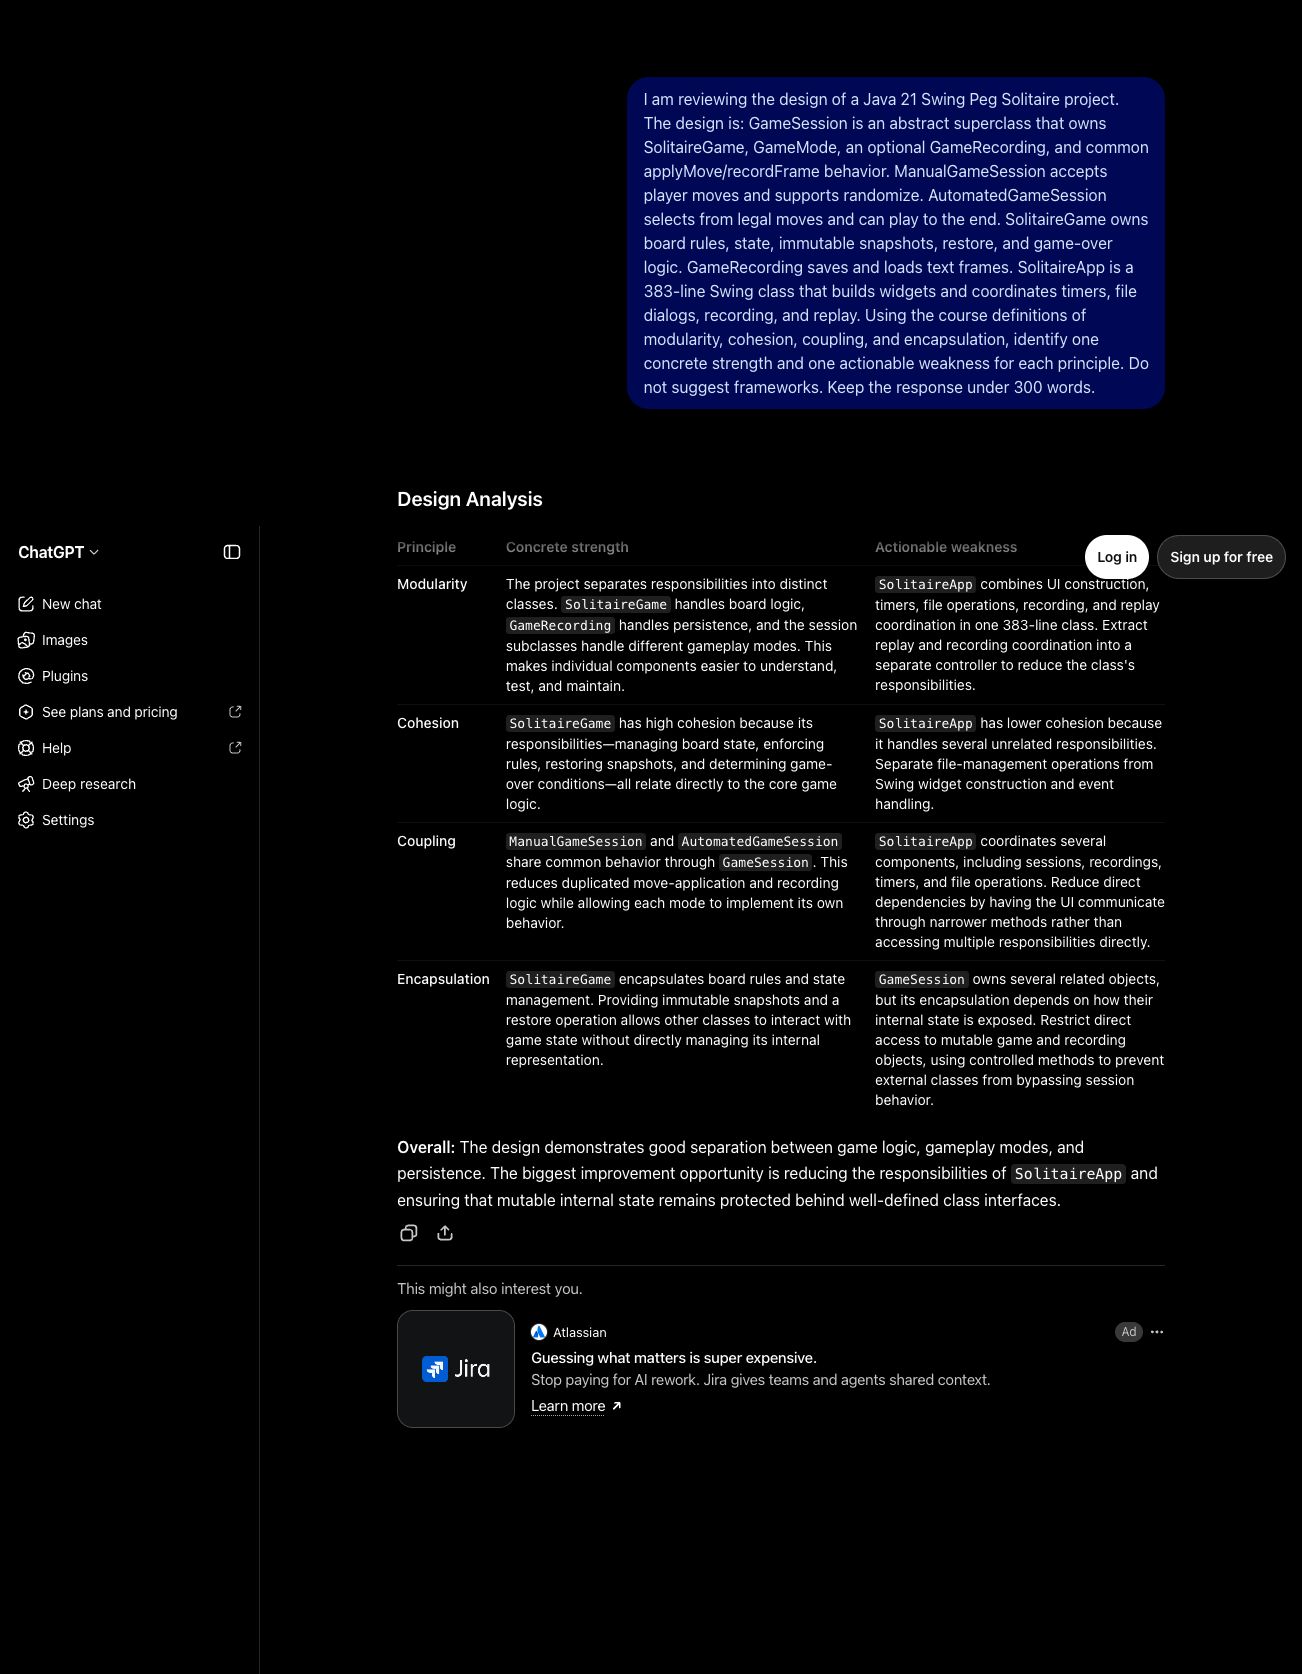 I am reviewing the design of a Java 21 Swing Peg Solitaire project.
The design is: GameSession is an abstract superclass that owns
SolitaireGame, GameMode, an optional GameRecording, and common
applyMove/recordFrame behavior. ManualGameSession accepts
player moves and supports randomize. AutomatedGameSession
selects from legal moves and can play to the end. SolitaireGame owns
board rules, state, immutable snapshots, restore, and game-over
logic. GameRecording saves and loads text frames. SolitaireApp is a
383-line Swing class that builds widgets and coordinates timers, file
dialogs, recording, and replay. Using the course definitions of
modularity, cohesion, coupling, and encapsulation, identify one
concrete strength and one actionable weakness for each principle. Do
not suggest frameworks. Keep the response under 300 words.
ChatGPT
New chat
Images
Plugins
See plans and pricing
Help
Deep research
Settings
Log in
Sign up for free
Design Analysis
Principle
Concrete strength
Actionable weakness
Modularity
The project separates responsibilities into distinct
classes. SolitaireGame handles board logic,
GameRecording handles persistence, and the session
subclasses handle different gameplay modes. This
makes individual components easier to understand,
test, and maintain.
SolitaireApp combines UI construction,
timers, file operations, recording, and replay
coordination in one 383-line class. Extract
replay and recording coordination into a
separate controller to reduce the class's
responsibilities.
Cohesion
SolitaireGame has high cohesion because its
responsibilities—managing board state, enforcing
rules, restoring snapshots, and determining game-
over conditions—all relate directly to the core game
logic.
SolitaireApp has lower cohesion because
it handles several unrelated responsibilities.
Separate file-management operations from
Swing widget construction and event
handling.
Coupling
ManualGameSession and AutomatedGameSession
share common behavior through GameSession. This
reduces duplicated move-application and recording
logic while allowing each mode to implement its own
behavior.
SolitaireApp coordinates several
components, including sessions, recordings,
timers, and file operations. Reduce direct
dependencies by having the UI communicate
through narrower methods rather than
accessing multiple responsibilities directly.
Encapsulation
SolitaireGame encapsulates board rules and state
management. Providing immutable snapshots and a
restore operation allows other classes to interact with
game state without directly managing its internal
representation.
GameSession owns several related objects,
but its encapsulation depends on how their
internal state is exposed. Restrict direct
access to mutable game and recording
objects, using controlled methods to prevent
external classes from bypassing session
behavior.
Overall: The design demonstrates good separation between game logic, gameplay modes, and
persistence. The biggest improvement opportunity is reducing the responsibilities of SolitaireApp and
ensuring that mutable internal state remains protected behind well-defined class interfaces.
This might also interest you.
Jira
Atlassian
Ad
Guessing what matters is super expensive.
Stop paying for AI rework. Jira gives teams and agents shared context.
Learn more